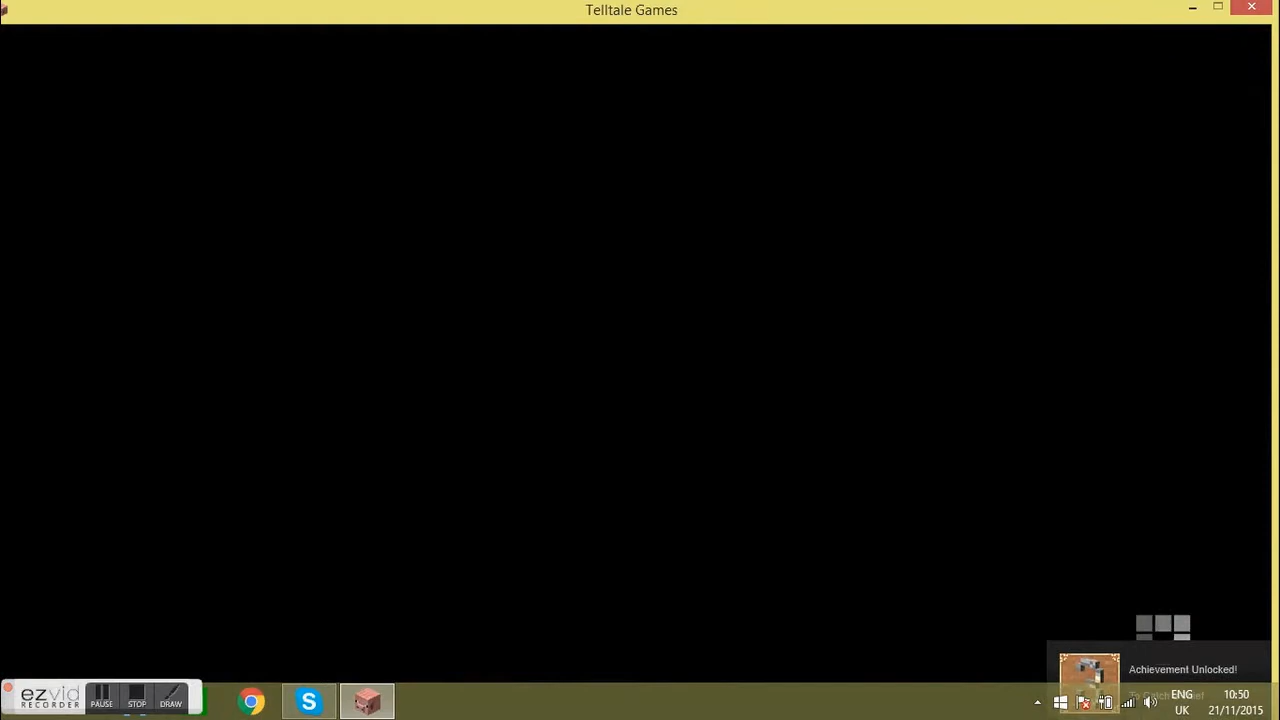 Telltale Games
Achievement Unlocked!
ezvid
RECORDER
PAUSE
STOP
DRAW
ENG
UK
10:50
21/11/2015